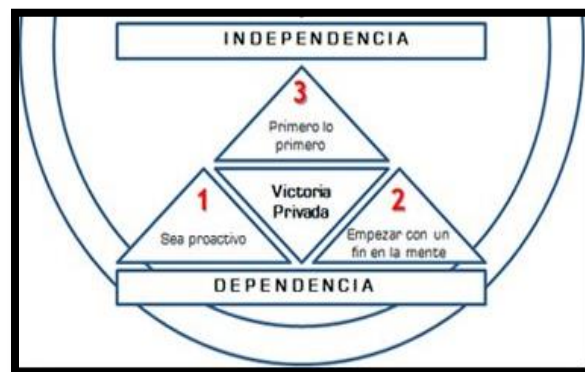 INDEPENDENCIA
3
Primero lo
primero
1
Sea proactivo
Victoria
Privada
2
Empezar con un
fin en la mente
DEPENDENCIA